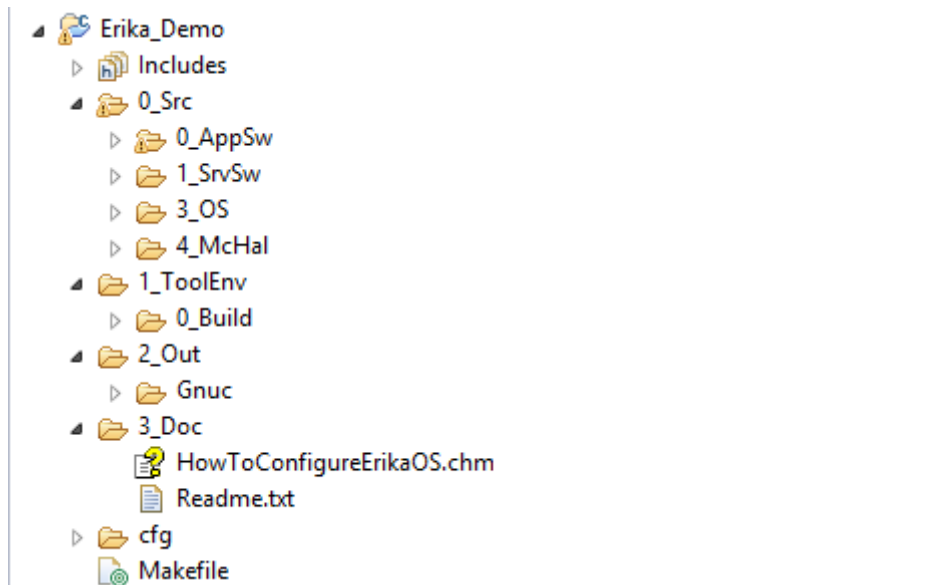 Erika_Demo
Includes
0_Src
0_AppSw
1_SrvSw
3_OS
4_McHal
1_ToolEnv
0_Build
2_Out
Gnuc
3_Doc
HowToConfigureErikaOS.chm
Readme.txt
cfg
Makefile